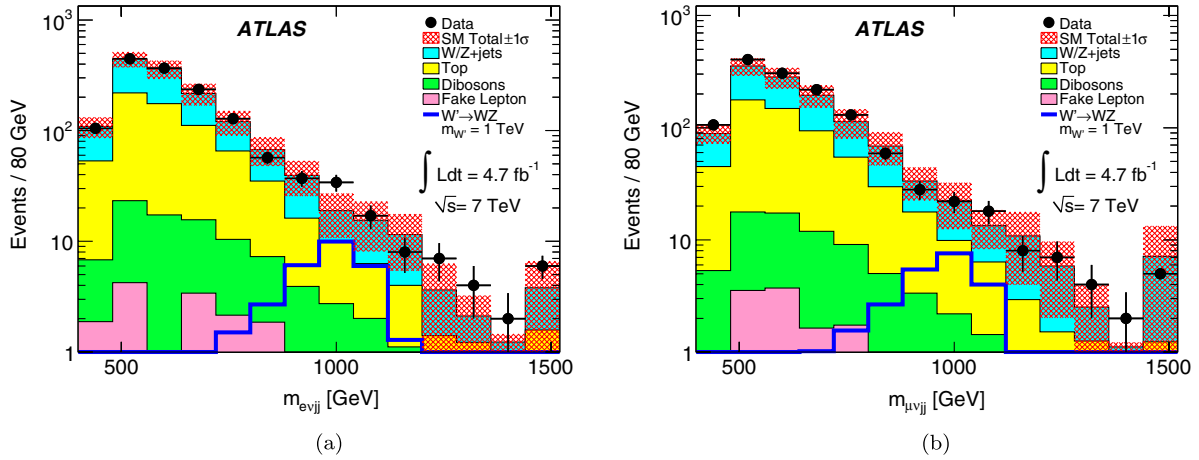 ATLAS
Events / 80 GeV
10³
10²
10
1
Data
SM Total±1σ
W/Z+jets
Top
Dibosons
Fake Lepton
W'→WZ
m_W' = 1 TeV
∫ Ldt = 4.7 fb⁻¹
√s= 7 TeV
500
1000
1500
m_eνjj [GeV]
(a)
ATLAS
Events / 80 GeV
10³
10²
10
1
Data
SM Total±1σ
W/Z+jets
Top
Dibosons
Fake Lepton
W'→WZ
m_W' = 1 TeV
∫ Ldt = 4.7 fb⁻¹
√s= 7 TeV
500
1000
1500
m_μνjj [GeV]
(b)